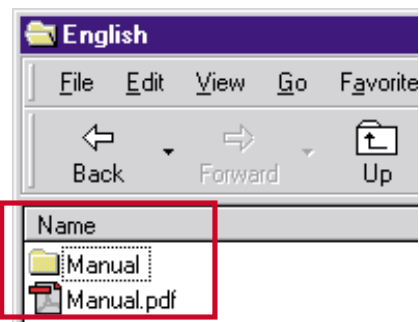 English
File Edit View Go Favorite
Back Forward Up
Name
Manual
Manual.pdf